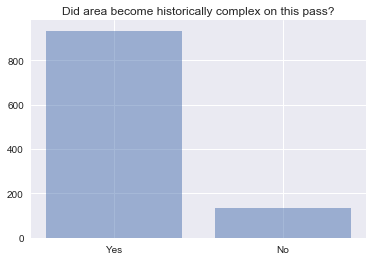 Did area become historically complex on this pass?
800
600
400
200
0
Yes No